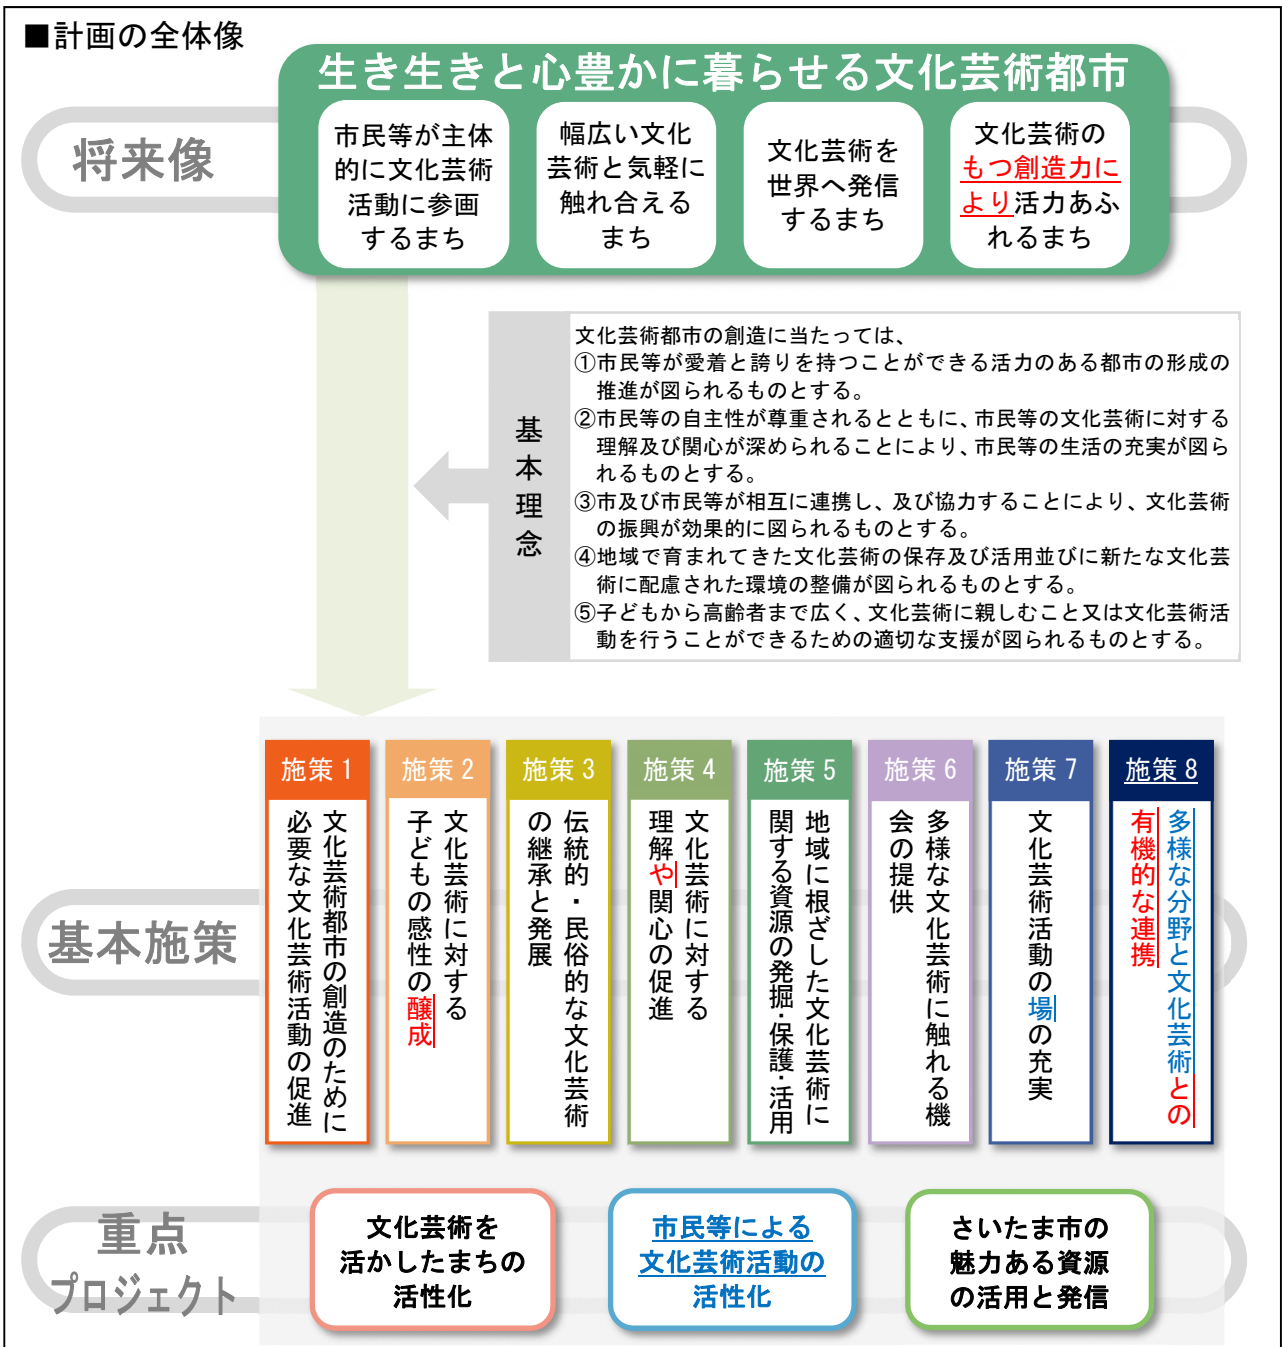 ■計画の全体像
生き生きと心豊かに暮らせる文化芸術都市
将来像
市民等が主体
的に文化芸術
活動に参画
するまち
幅広い文化
芸術と気軽に
触れ合える
まち
文化芸術を
世界へ発信
するまち
文化芸術の
もつ創造力に
より活力あふ
れるまち
基本理念
文化芸術都市の創造に当たっては、
①市民等が愛着と誇りを持つことができる活力のある都市の形成の
推進が図られるものとする。
②市民等の自主性が尊重されるとともに、市民等の文化芸術に対する
理解及び関心が深められることにより、市民等の生活の充実が図ら
れるものとする。
③市及び市民等が相互に連携し、及び協力することにより、文化芸術
の振興が効果的に図られるものとする。
④地域で育まれてきた文化芸術の保存及び活用並びに新たな文化芸
術に配慮された環境の整備が図られるものとする。
⑤子どもから高齢者まで広く、文化芸術に親しむこと又は文化芸術活
動を行うことができるための適切な支援が図られるものとする。
基本施策
施策 1
文化芸術都市の創造のために
必要な文化芸術活動の促進
施策 2
文化芸術に対する
子どもの感性の醸成
施策 3
伝統的・民俗的な文化芸術
の継承と発展
施策 4
文化芸術に対する
理解や関心の促進
施策 5
地域に根ざした文化芸術に
関する資源の発掘・保護・活用
施策 6
多様な文化芸術に触れる機
会の提供
施策 7
文化芸術活動の場の充実
施策 8
多様な分野と文化芸術との
有機的な連携
重点
プロジェクト
文化芸術を
活かしたまちの
活性化
市民等による
文化芸術活動の
活性化
さいたま市の
魅力ある資源
の活用と発信